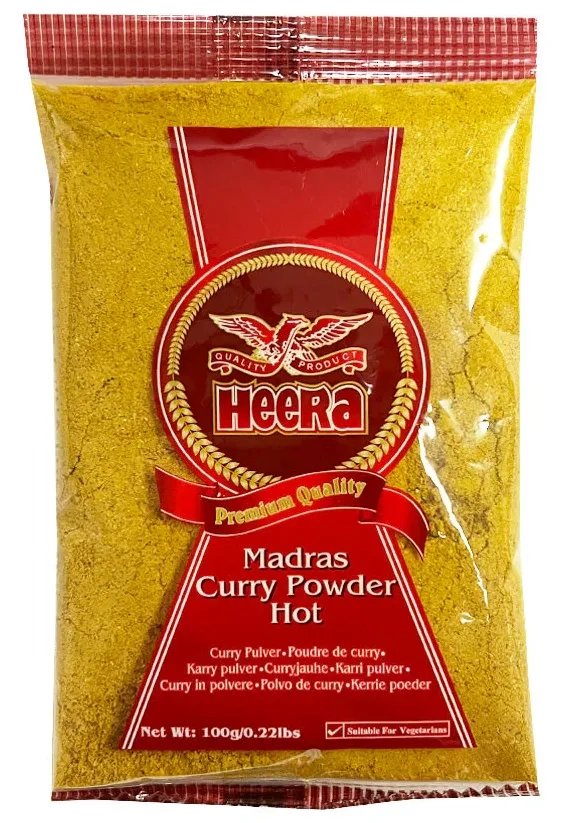 QUALITY PRODUCT
HEERA
Premium Quality
Madras
Curry Powder
Hot
Curry Pulver•Poudre de curry•
Karry pulver•Curryjauhe•Karri pulver•
Curry in polvere•Polvo de curry•Kerrie poeder
Net Wt: 100g/0.22lbs
Suitable For Vegetarians